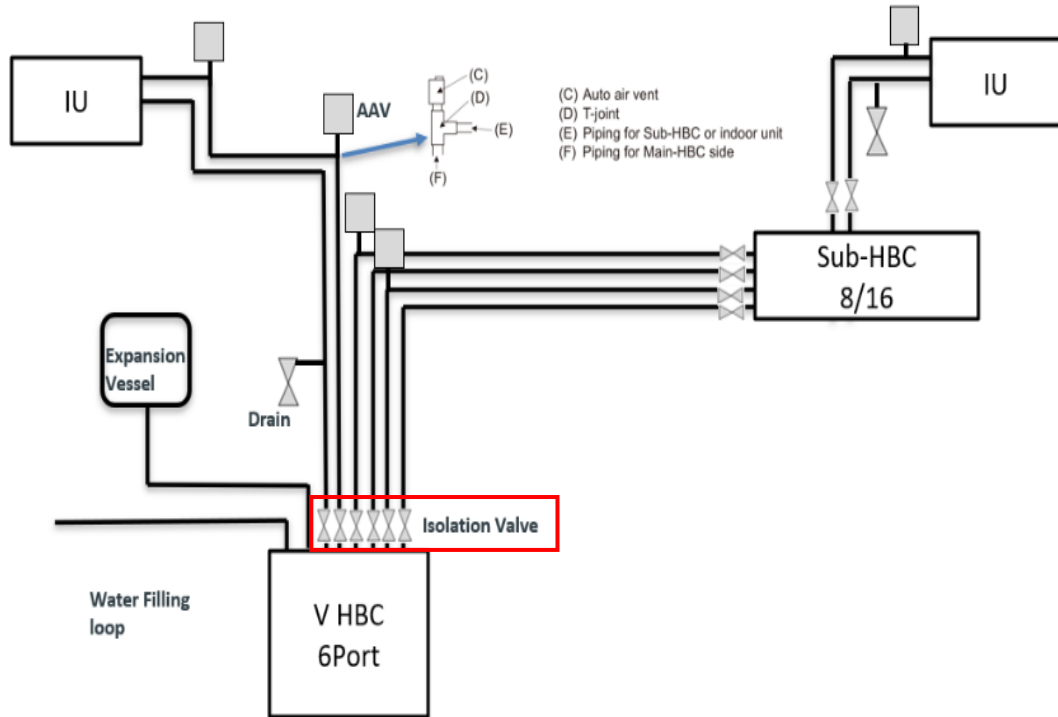 IU
AAV
(C)
(D)
(E)
(F)
(C) Auto air vent
(D) T-joint
(E) Piping for Sub-HBC or indoor unit
(F) Piping for Main-HBC side
IU
Sub-HBC
8/16
Expansion
Vessel
Drain
Isolation Valve
Water Filling
loop
V HBC
6Port